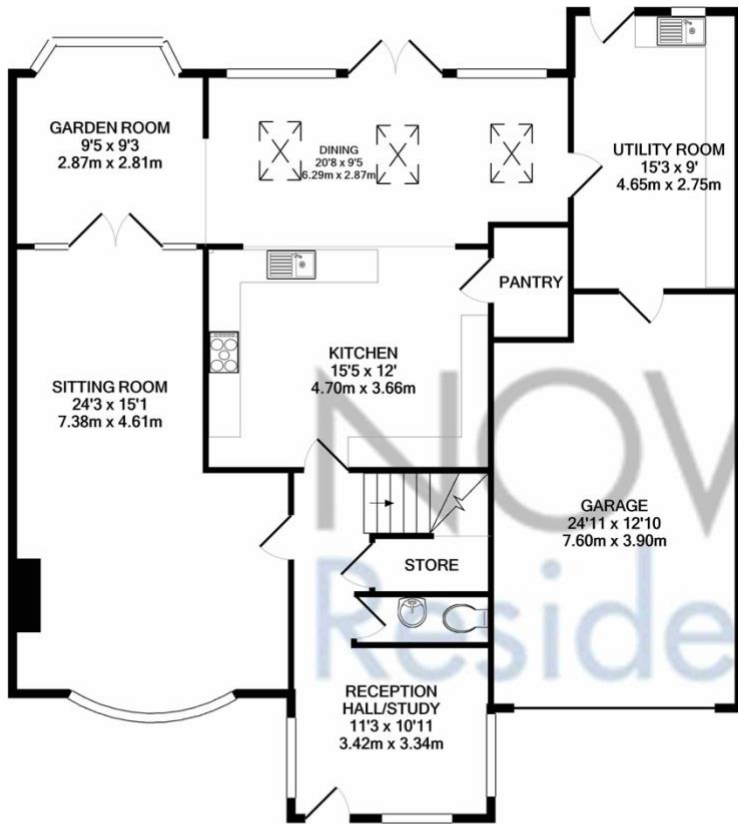 GARDEN ROOM
9'5 x 9'3
2.87m x 2.81m
DINING
20'8 x 9'5
6.29m x 2.87m
UTILITY ROOM
15'3 x 9'
4.65m x 2.75m
PANTRY
KITCHEN
15'5 x 12'
4.70m x 3.66m
SITTING ROOM
24'3 x 15'1
7.38m x 4.61m
GARAGE
24'11 x 12'10
7.60m x 3.90m
STORE
RECEPTION
HALL/STUDY
11'3 x 10'11
3.42m x 3.34m
NOV
Reside